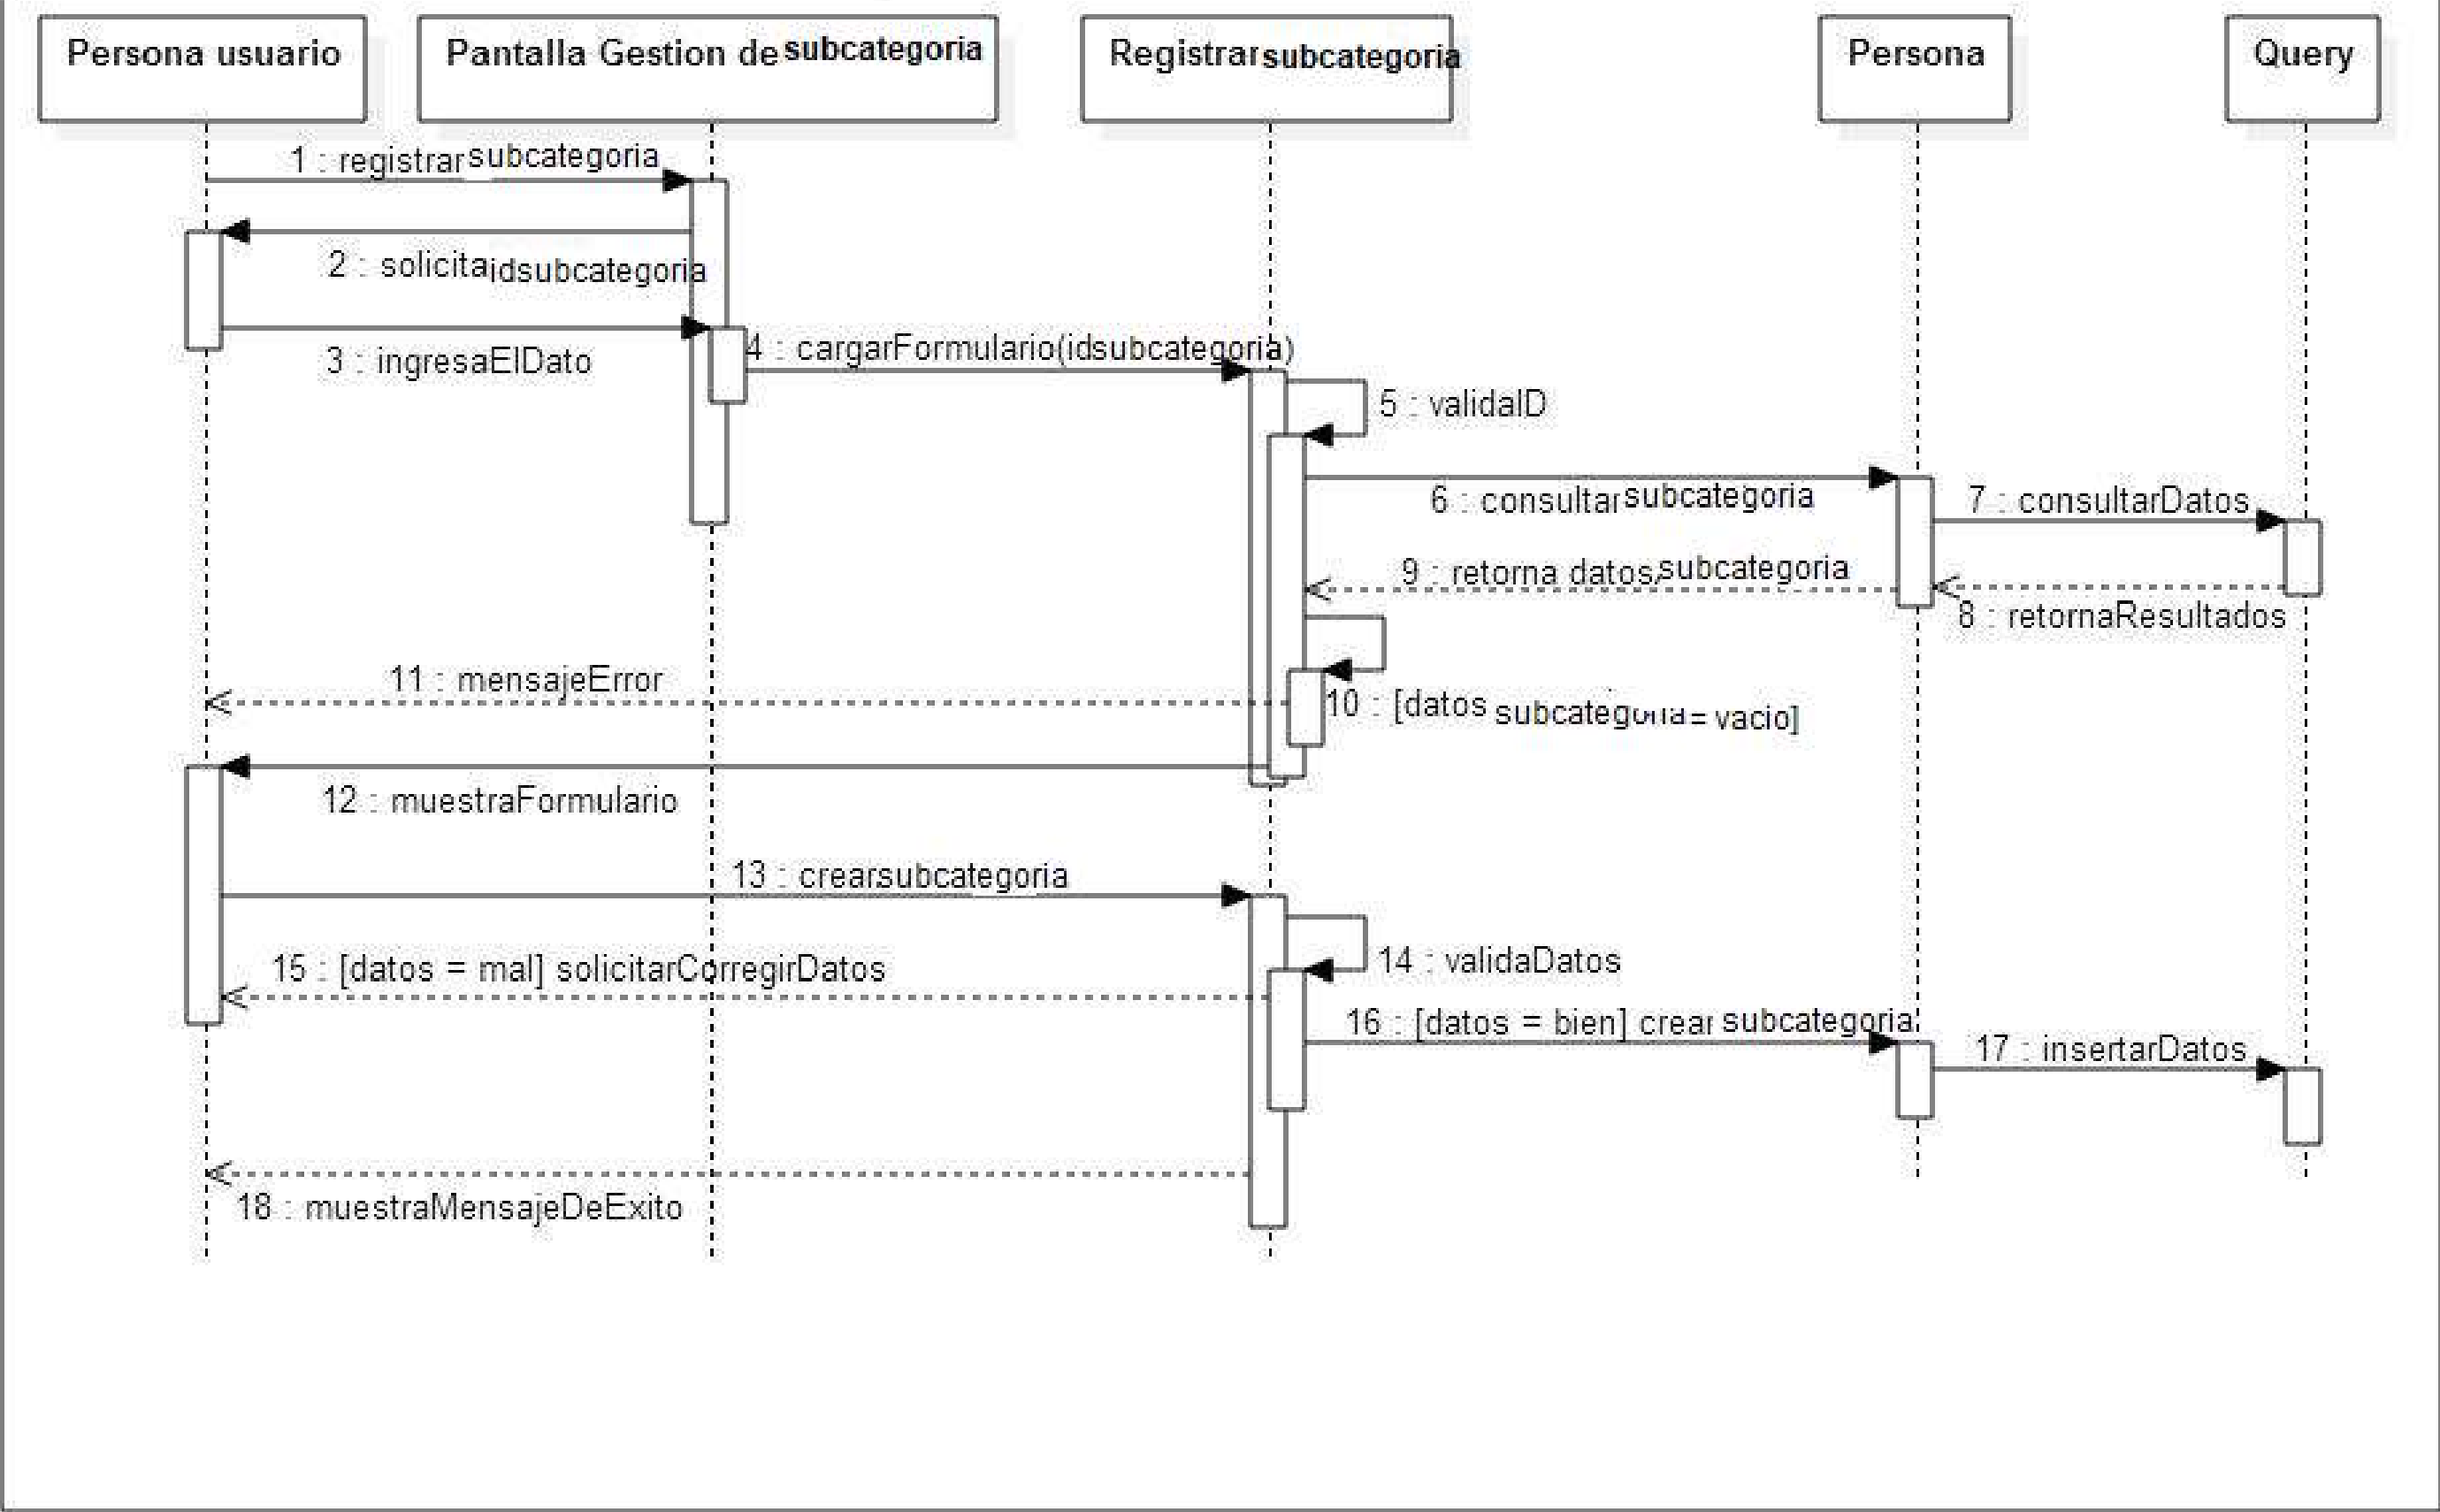 Persona usuario
Pantalla Gestion de subcategoria
Registrar subcategoria
Persona
Query
1 : registrar subcategoria
2 : solicita idsubcategoria
3 : ingresaElDato
4 : cargarFormulario(idsubcategoria)
5 : validaID
6 : consultar subcategoria
7 : consultarDatos
9 : retorna datos subcategoria
8 : retornaResultados
11 : mensajeError
10 : [datos subcategoria = vacio]
12 : muestraFormulario
13 : crearsubcategoria
15 : [datos = mal] solicitarCorregirDatos
14 : validaDatos
16 : [datos = bien] crear subcategoria
17 : insertarDatos
18 : muestraMensajeDeExito